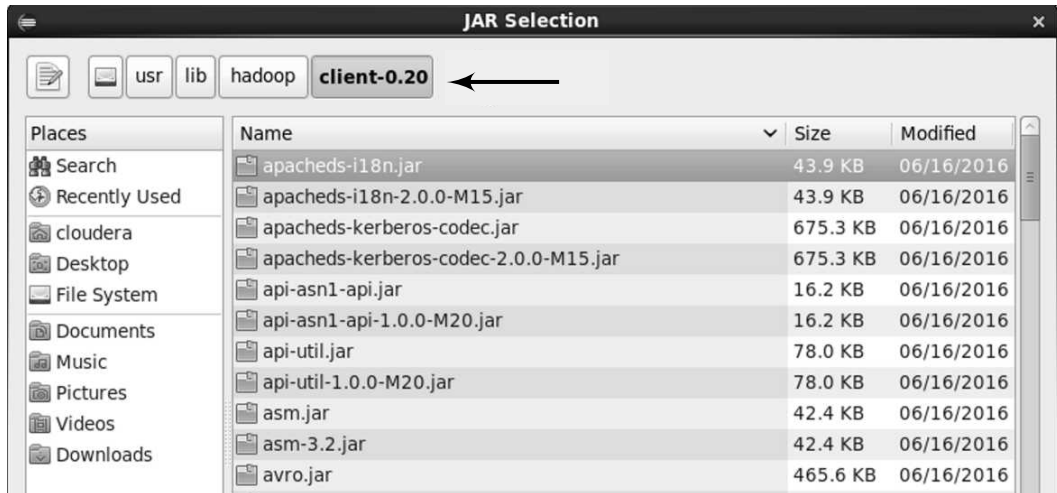 JAR Selection
usr lib hadoop client-0.20
Places
Search
Recently Used
cloudera
Desktop
File System
Documents
Music
Pictures
Videos
Downloads
Name Size Modified
apacheds-i18n.jar 43.9 KB 06/16/2016
apacheds-i18n-2.0.0-M15.jar 43.9 KB 06/16/2016
apacheds-kerberos-codec.jar 675.3 KB 06/16/2016
apacheds-kerberos-codec-2.0.0-M15.jar 675.3 KB 06/16/2016
api-asn1-api.jar 16.2 KB 06/16/2016
api-asn1-api-1.0.0-M20.jar 16.2 KB 06/16/2016
api-util.jar 78.0 KB 06/16/2016
api-util-1.0.0-M20.jar 78.0 KB 06/16/2016
asm.jar 42.4 KB 06/16/2016
asm-3.2.jar 42.4 KB 06/16/2016
avro.jar 465.6 KB 06/16/2016